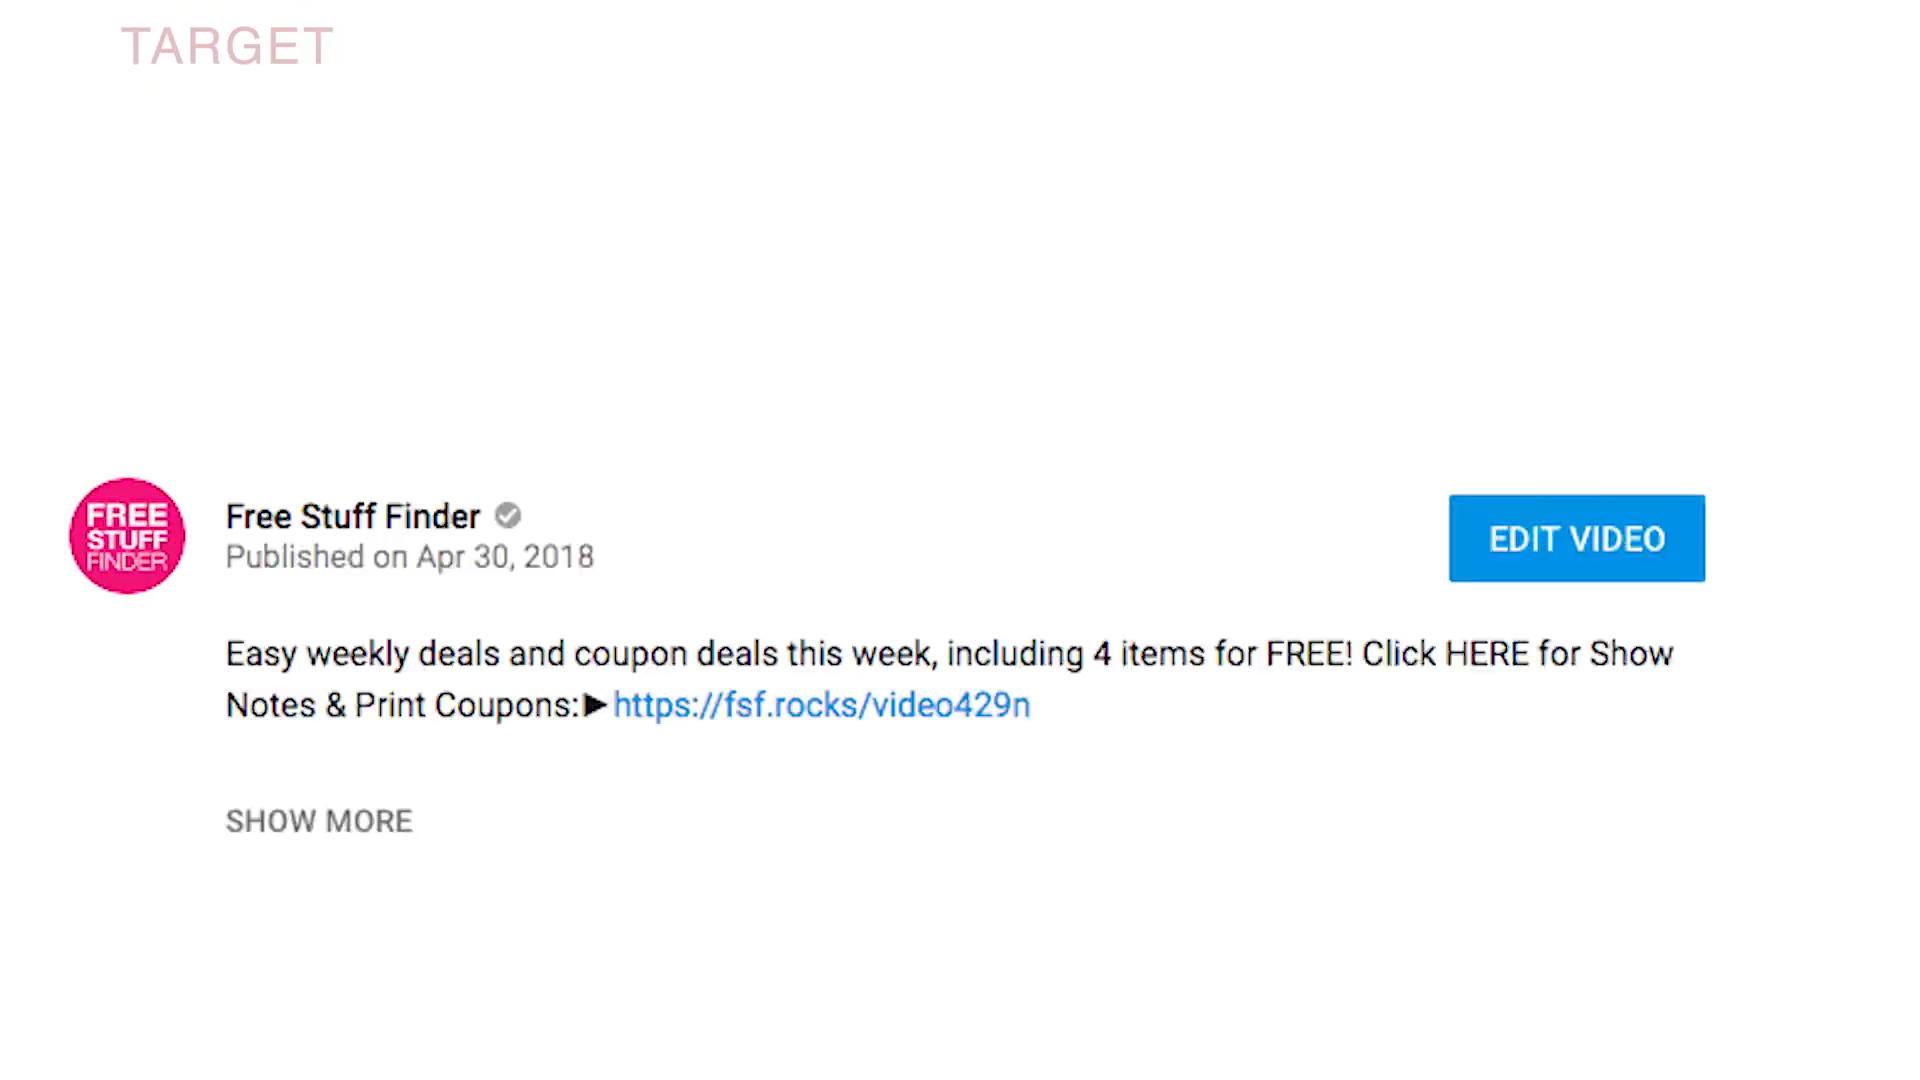 TARGET
FREE
STUFF
FINDER
Free Stuff Finder
Published on Apr 30, 2018
EDIT VIDEO
Easy weekly deals and coupon deals this week, including 4 items for FREE! Click HERE for Show
Notes & Print Coupons:►https://fsf.rocks/video429n
SHOW MORE